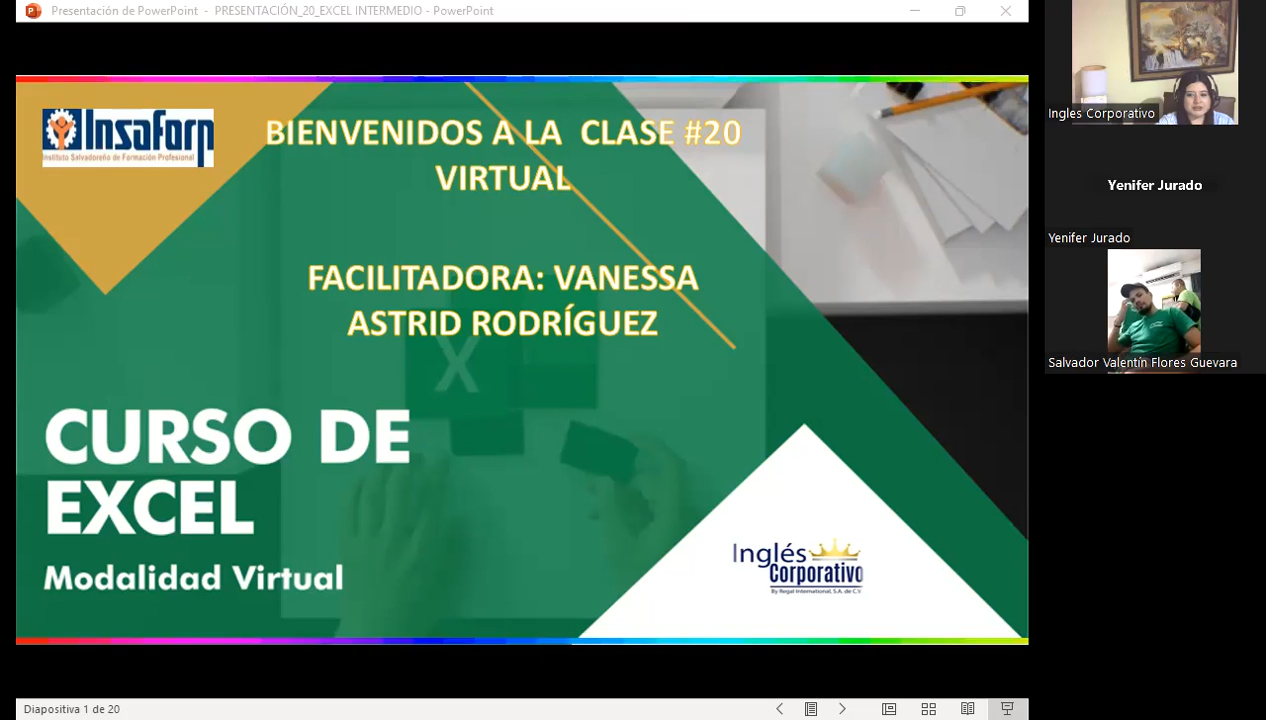 Presentación de PowerPoint - PRESENTACIÓN_20_EXCEL INTERMEDIO - PowerPoint
Insaforp
Instituto Salvadoreño de Formación Profesional
BIENVENIDOS A LA CLASE #20
VIRTUAL
FACILITADORA: VANESSA
ASTRID RODRÍGUEZ
X
CURSO DE
EXCEL
Modalidad Virtual
Inglés
Corporativo
By Regal International, S.A. de C.V.
Diapositiva 1 de 20
Ingles Corporativo
Yenifer Jurado
Yenifer Jurado
Salvador Valentín Flores Guevara